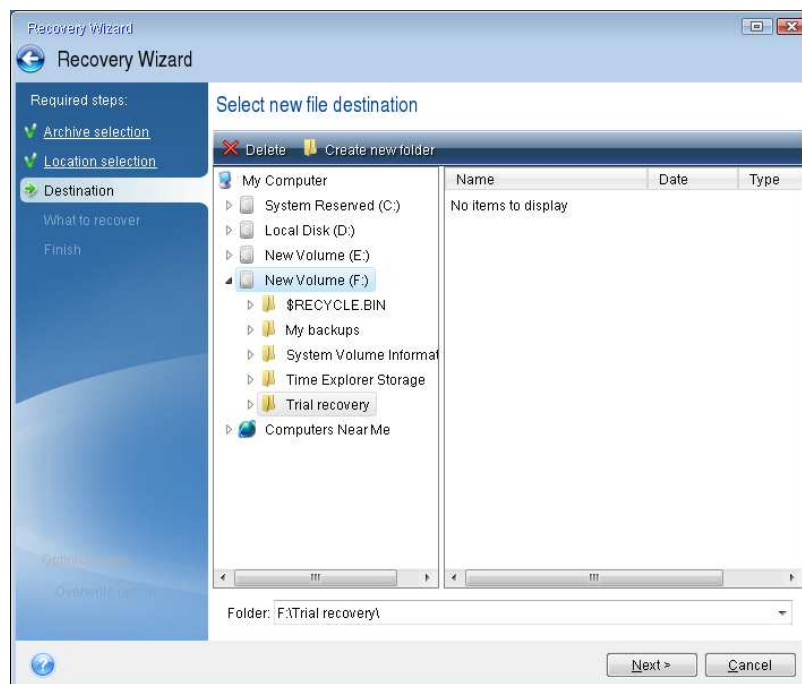 Recovery Wizard
Recovery Wizard
Required steps:
Archive selection
Location selection
Destination
What to recover
Finish
Select new file destination
Delete Create new folder
My Computer
System Reserved (C:)
Local Disk (D:)
New Volume (E:)
New Volume (F:)
$RECYCLE.BIN
My backups
System Volume Informat
Time Explorer Storage
Trial recovery
Computers Near Me
Name Date Type
No items to display
Folder: F:\Trial recovery\
Next > Cancel